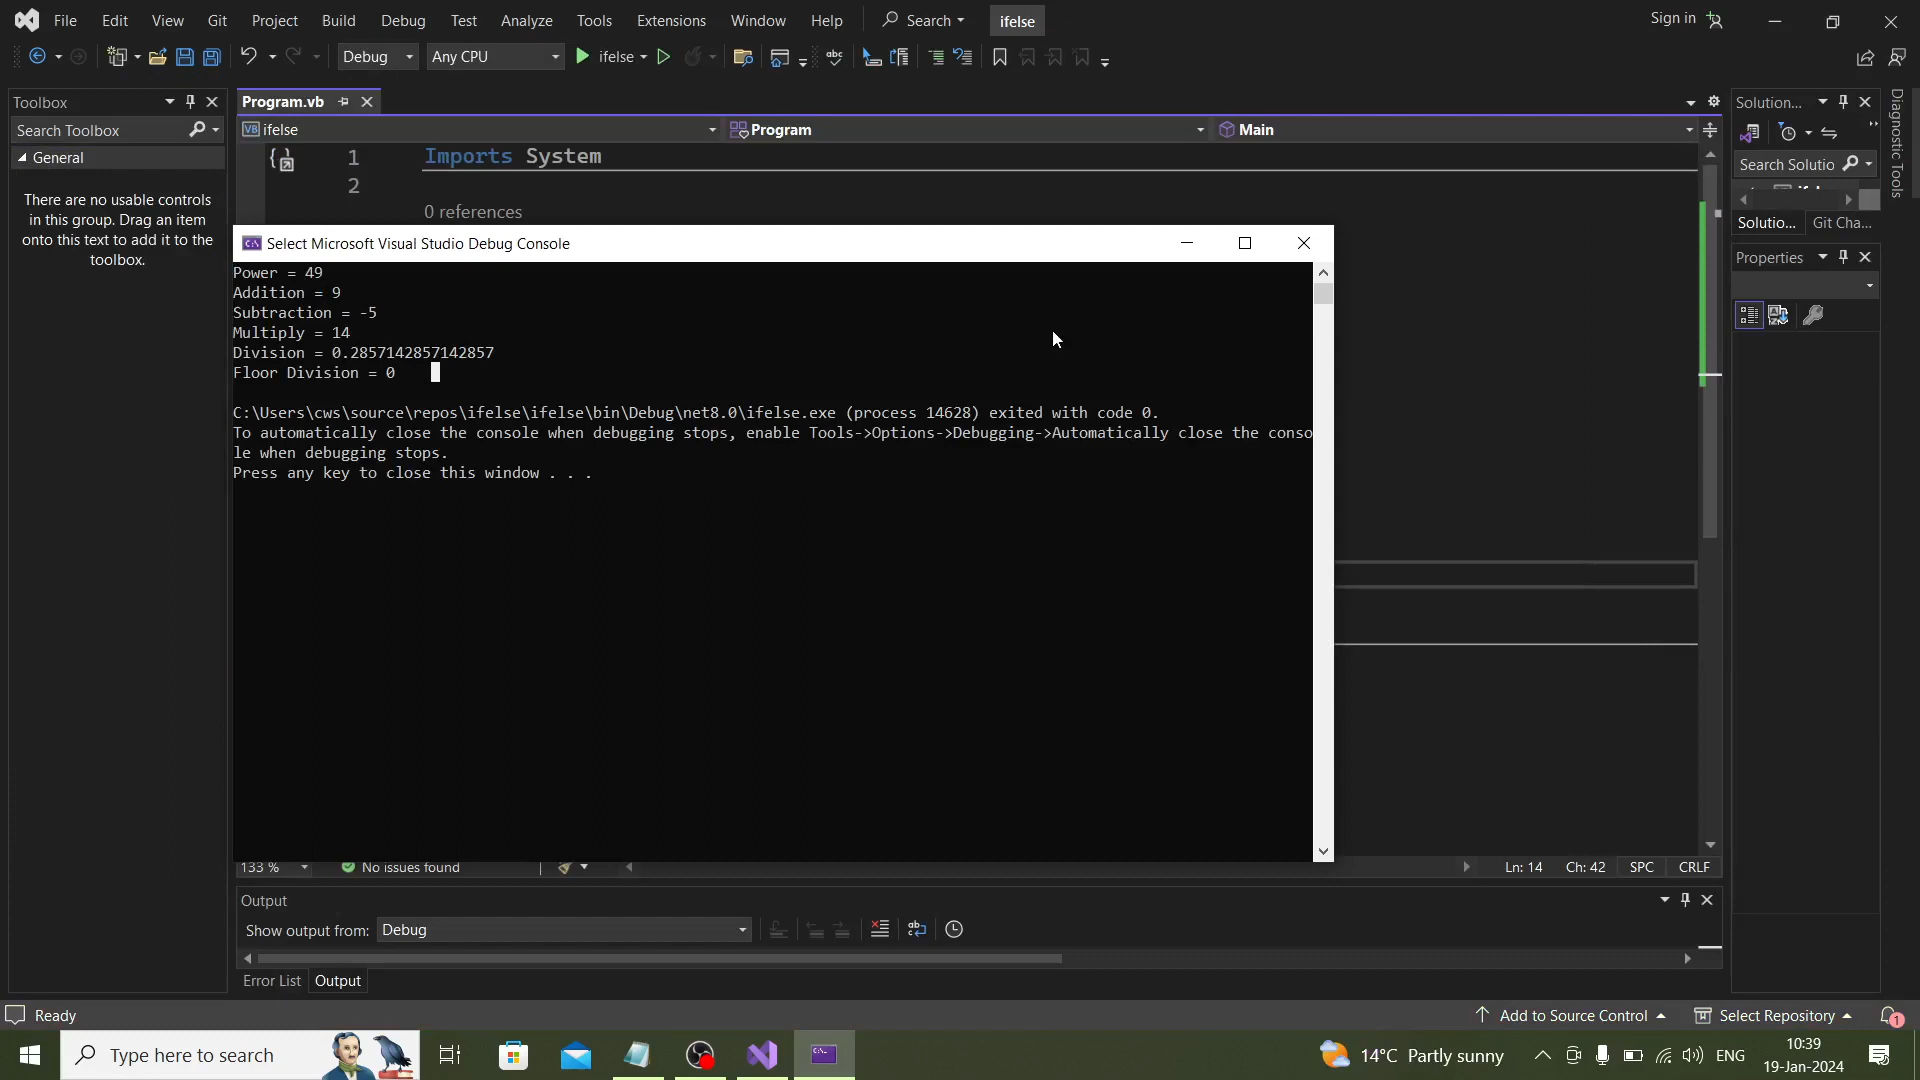 File Edit View Git Project Build Debug Test Analyze Tools Extensions Window Help Search ifelse Sign in
Debug Any CPU ifelse
Toolbox
Search Toolbox
General
There are no usable controls
in this group. Drag an item
onto this text to add it to the
toolbox.
Program.vb
ifelse Program Main
1 Imports System
2
0 references
Select Microsoft Visual Studio Debug Console
Power = 49
Addition = 9
Subtraction = -5
Multiply = 14
Division = 0.2857142857142857
Floor Division = 0
C:\Users\cws\source\repos\ifelse\ifelse\bin\Debug\net8.0\ifelse.exe (process 14628) exited with code 0.
To automatically close the console when debugging stops, enable Tools->Options->Debugging->Automatically close the conso
le when debugging stops.
Press any key to close this window . . .
133 % No issues found Ln: 14 Ch: 42 SPC CRLF
Output
Show output from: Debug
Error List Output
Solution...
Search Solutio
Solutio... Git Cha...
Properties
Diagnostic Tools
Ready Add to Source Control Select Repository 1
Type here to search 14°C Partly sunny ENG 10:39
19-Jan-2024